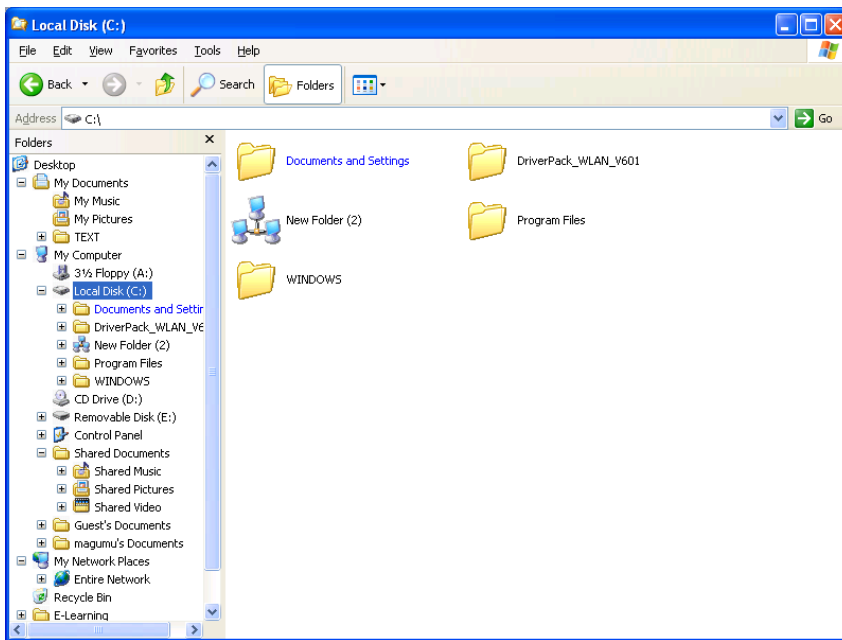 Local Disk (C:)
File Edit View Favorites Tools Help
Back Search Folders
Address C:\ Go
Folders
Desktop
My Documents
My Music
My Pictures
TEXT
My Computer
3½ Floppy (A:)
Local Disk (C:)
Documents and Settin
DriverPack_WLAN_V6
New Folder (2)
Program Files
WINDOWS
CD Drive (D:)
Removable Disk (E:)
Control Panel
Shared Documents
Shared Music
Shared Pictures
Shared Video
Guest's Documents
magumu's Documents
My Network Places
Entire Network
Recycle Bin
E-Learning
Documents and Settings DriverPack_WLAN_V601
New Folder (2) Program Files
WINDOWS